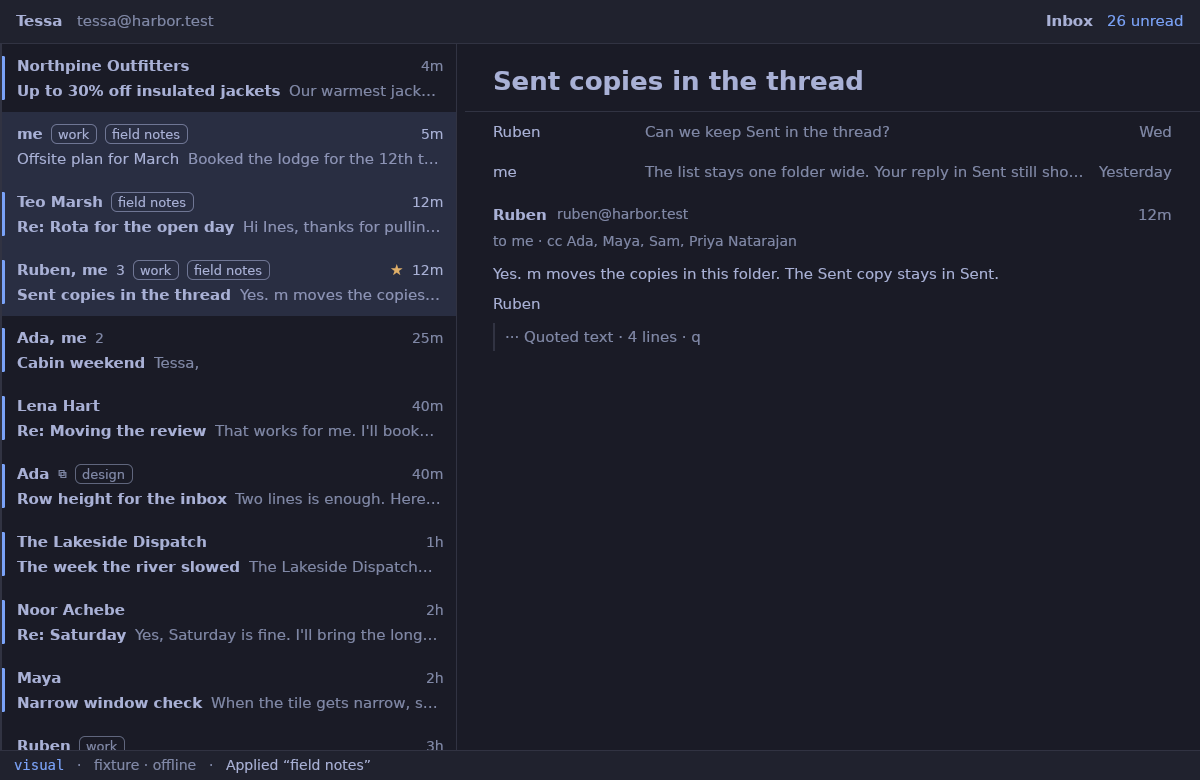 Tessa tessa@harbor.test Inbox 26 unread
Northpine Outfitters 4m
Up to 30% off insulated jackets Our warmest jack…
me work field notes 5m
Offsite plan for March Booked the lodge for the 12th t…
Teo Marsh field notes 12m
Re: Rota for the open day Hi Ines, thanks for pullin…
Ruben, me 3 work field notes ★ 12m
Sent copies in the thread Yes. m moves the copies…
Ada, me 2 25m
Cabin weekend Tessa,
Lena Hart 40m
Re: Moving the review That works for me. I'll book…
Ada design 40m
Row height for the inbox Two lines is enough. Here…
The Lakeside Dispatch 1h
The week the river slowed The Lakeside Dispatch…
Noor Achebe 2h
Re: Saturday Yes, Saturday is fine. I'll bring the long…
Maya 2h
Narrow window check When the tile gets narrow, s…
Ruben work 3h
Sent copies in the thread
Ruben Can we keep Sent in the thread? Wed
me The list stays one folder wide. Your reply in Sent still sho… Yesterday
Ruben ruben@harbor.test 12m
to me · cc Ada, Maya, Sam, Priya Natarajan
Yes. m moves the copies in this folder. The Sent copy stays in Sent.
Ruben
··· Quoted text · 4 lines · q
visual · fixture · offline · Applied “field notes”